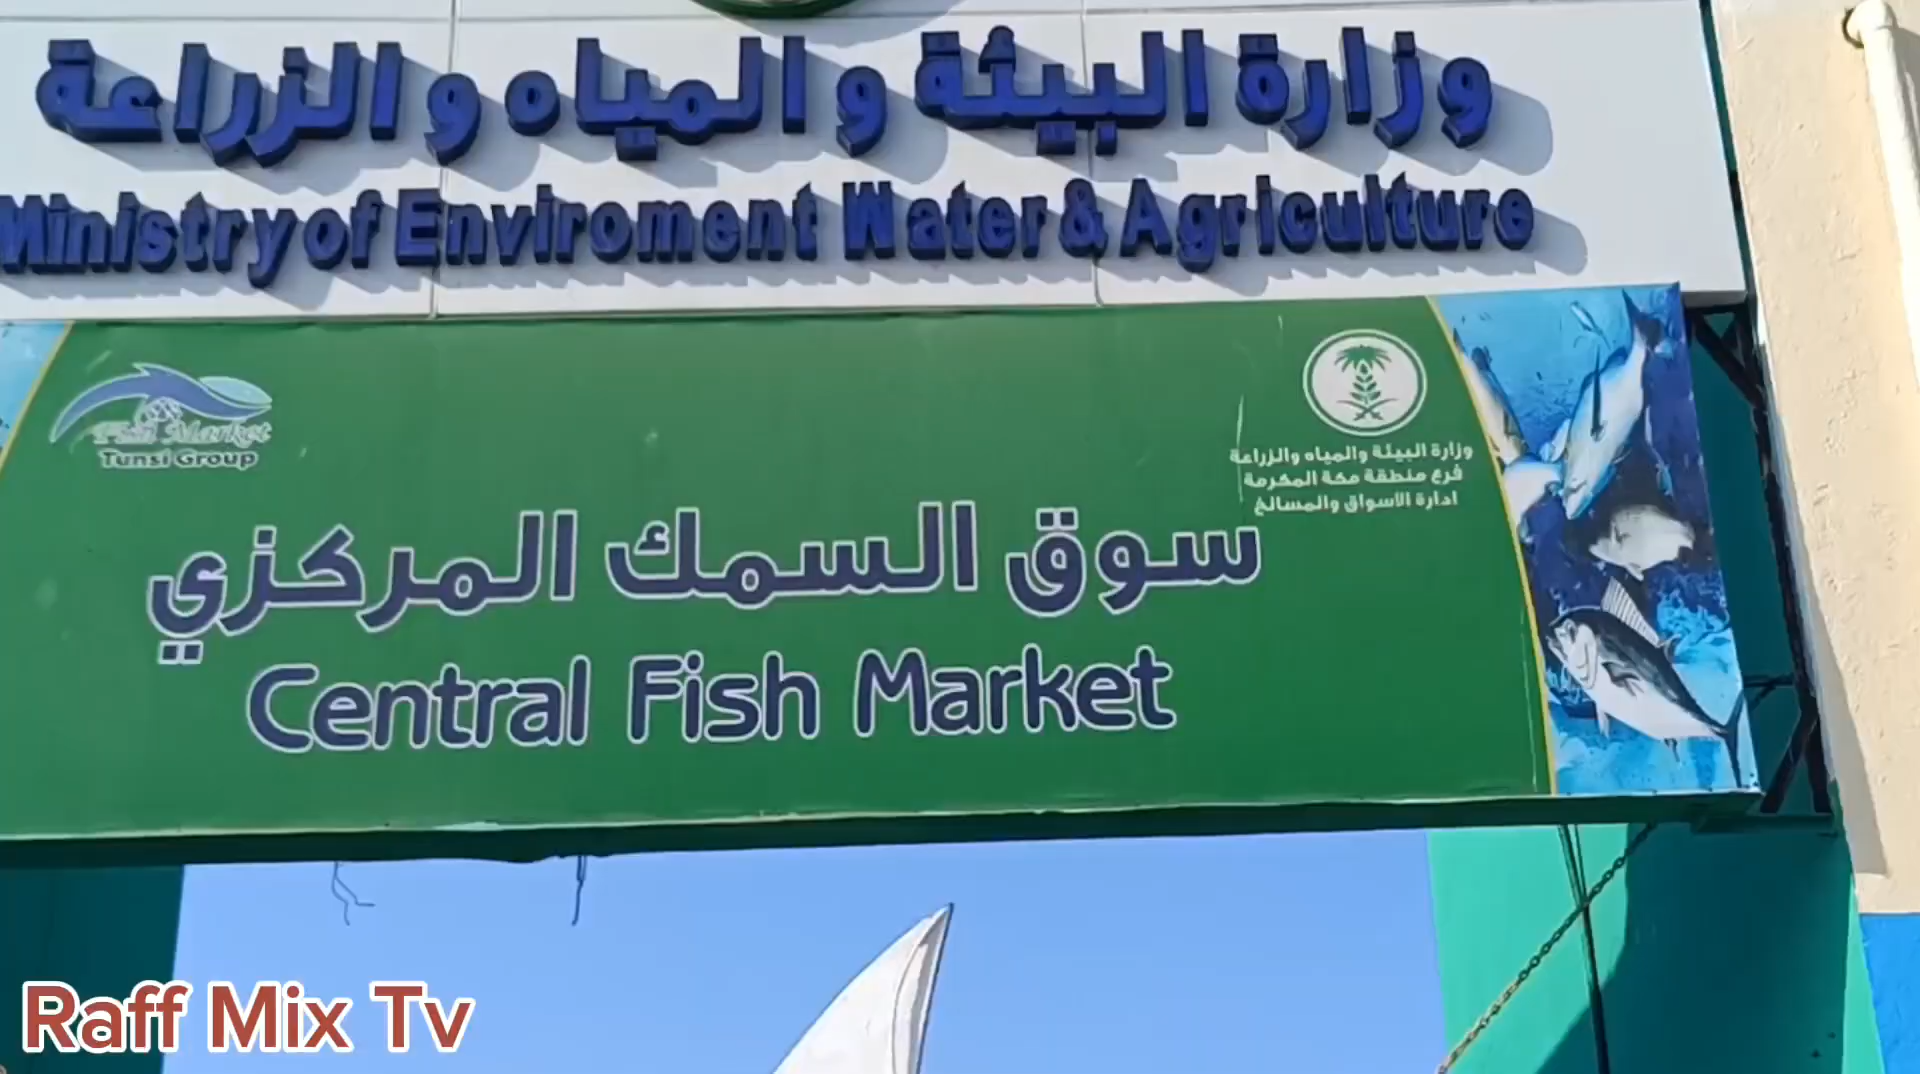 وزارة البيئة و المياه و الزراعة
Ministry of Enviroment Water & Agriculture
Fish Market
Tunsi Group
وزارة البيئة والمياه والزراعة
فرع منطقة مكة المكرمة
ادارة الاسواق والمسالخ
سوق السمك المركزي
Central Fish Market
Raff Mix Tv